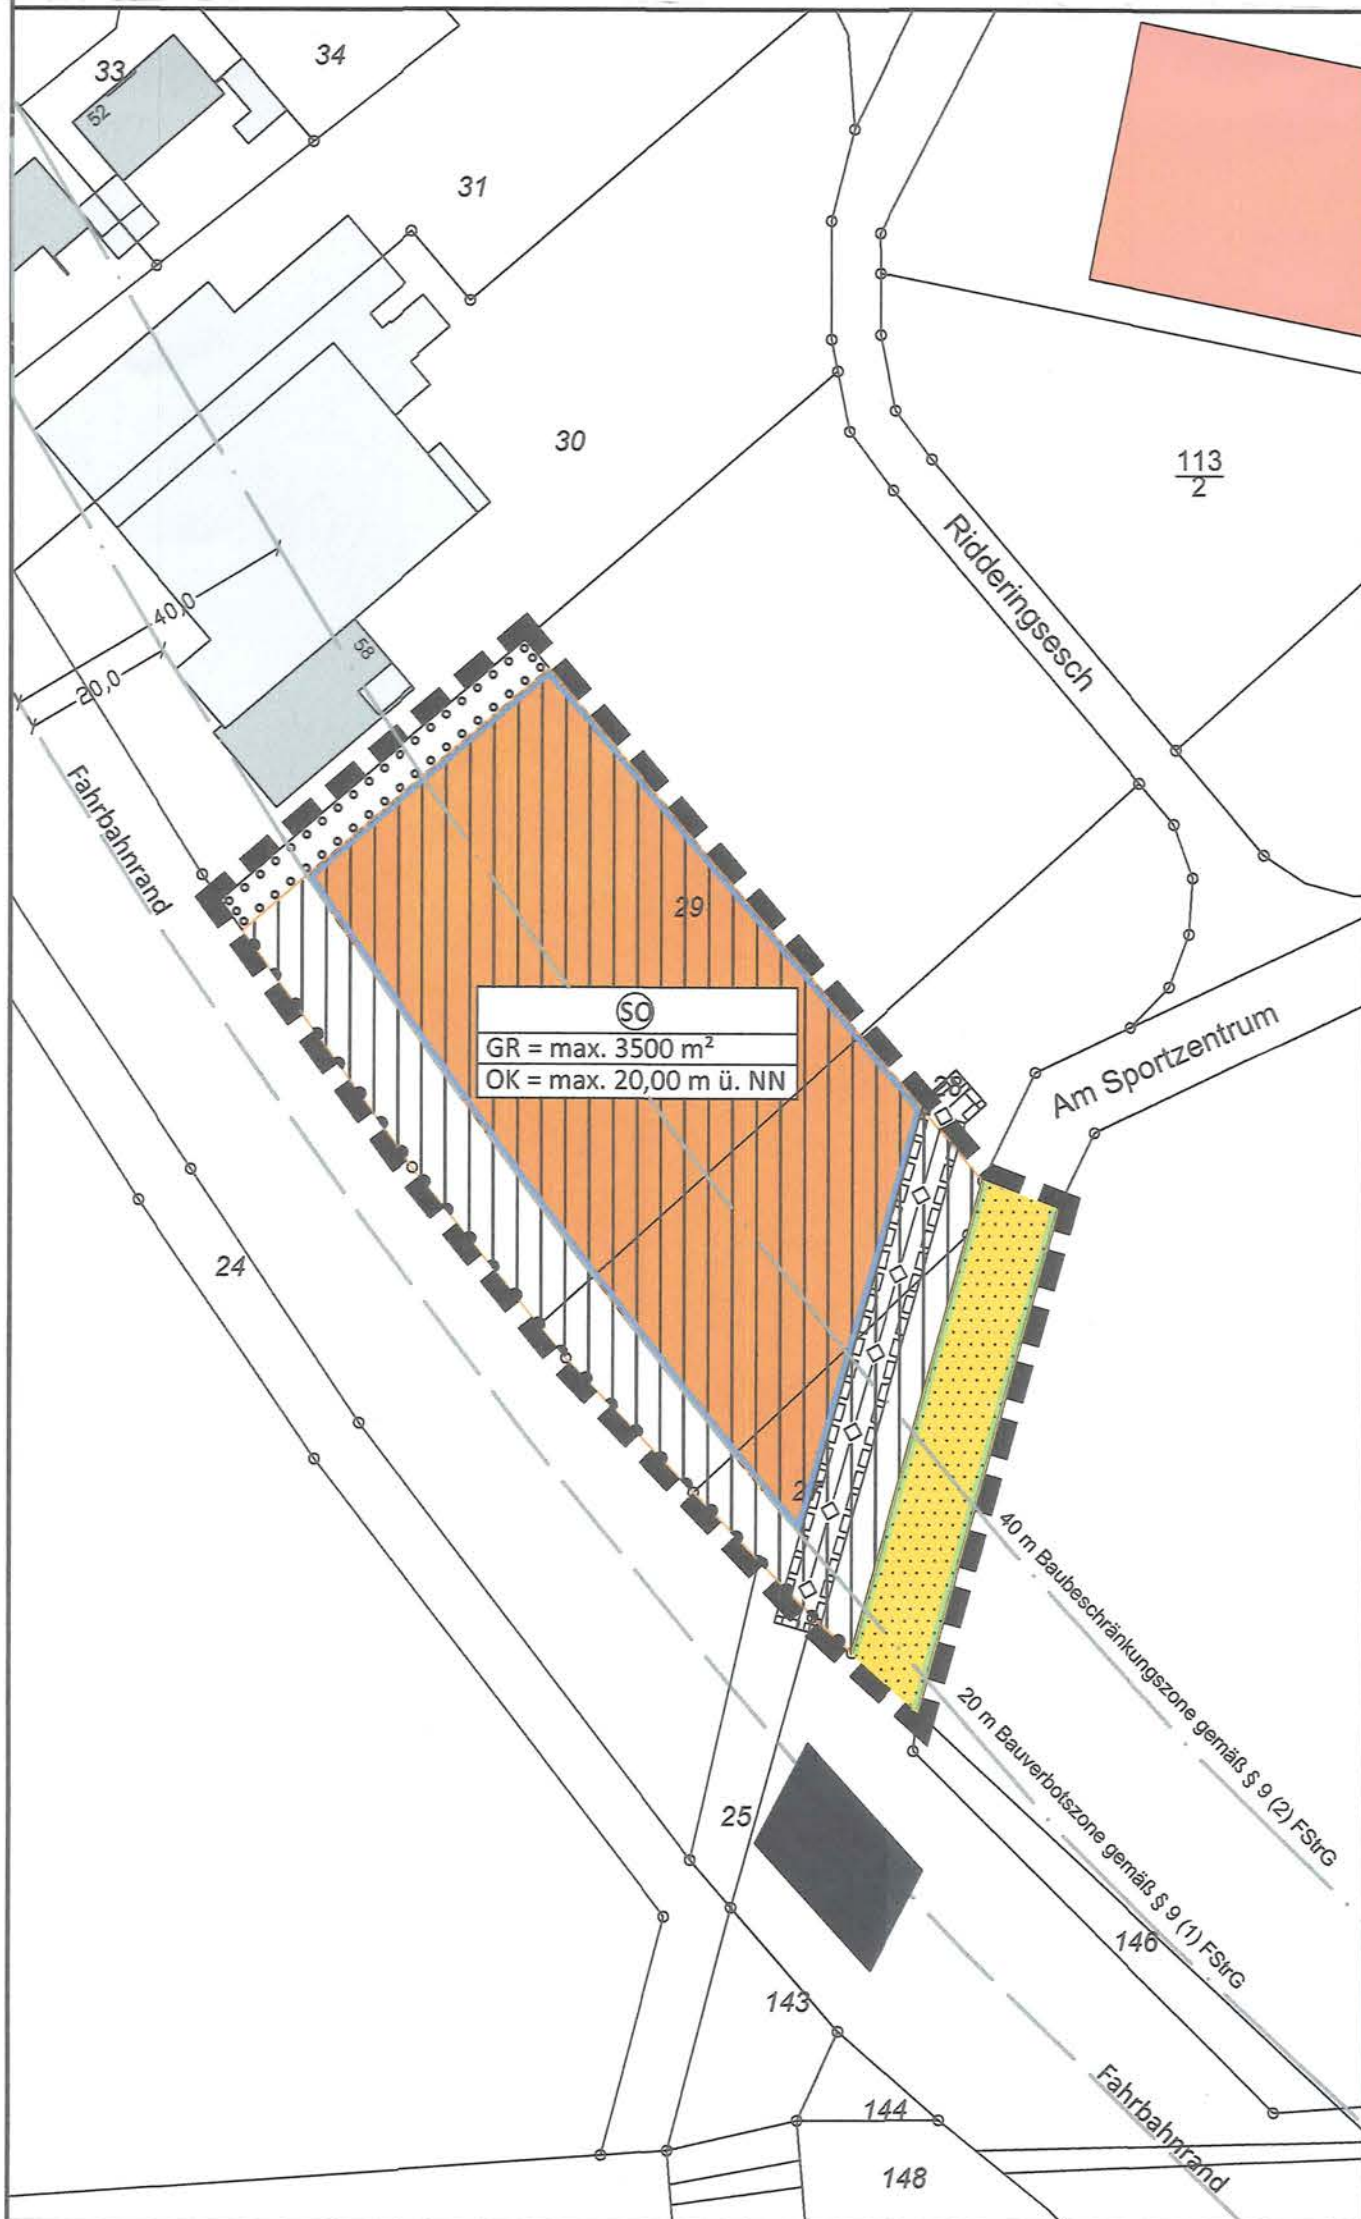 33
34
52
31
30
113
2
Ridderingsesch
40,0
58
20,0
Fahrbahnrand
29
SO
GR = max. 3500 m²
OK = max. 20,00 m ü. NN
28
Am Sportzentrum
24
40 m Baubeschränkungszone gemäß § 9 (2) FStrG
20 m Bauverbotszone gemäß § 9 (1) FStrG
25
146
143
Fahrbahnrand
144
148